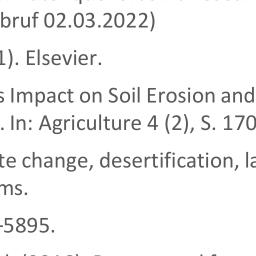 bruf 02.03.2022)
1). Elsevier.
s Impact on Soil Erosion and
. In: Agriculture 4 (2), S. 170
te change, desertification, la
ms.
-5895.